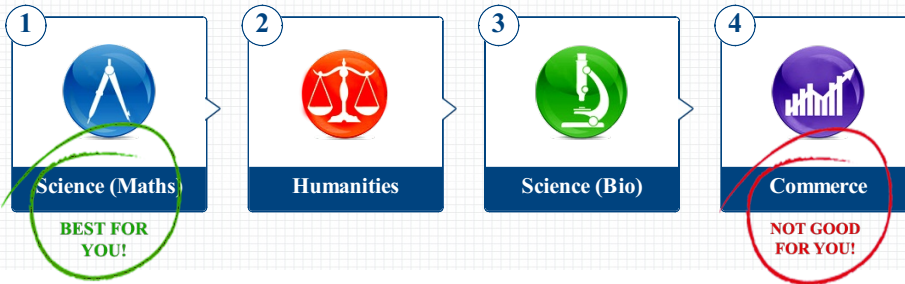 1 2 3 4
Science (Maths) Humanities Science (Bio) Commerce
BEST FOR NOT GOOD
YOU! FOR YOU!